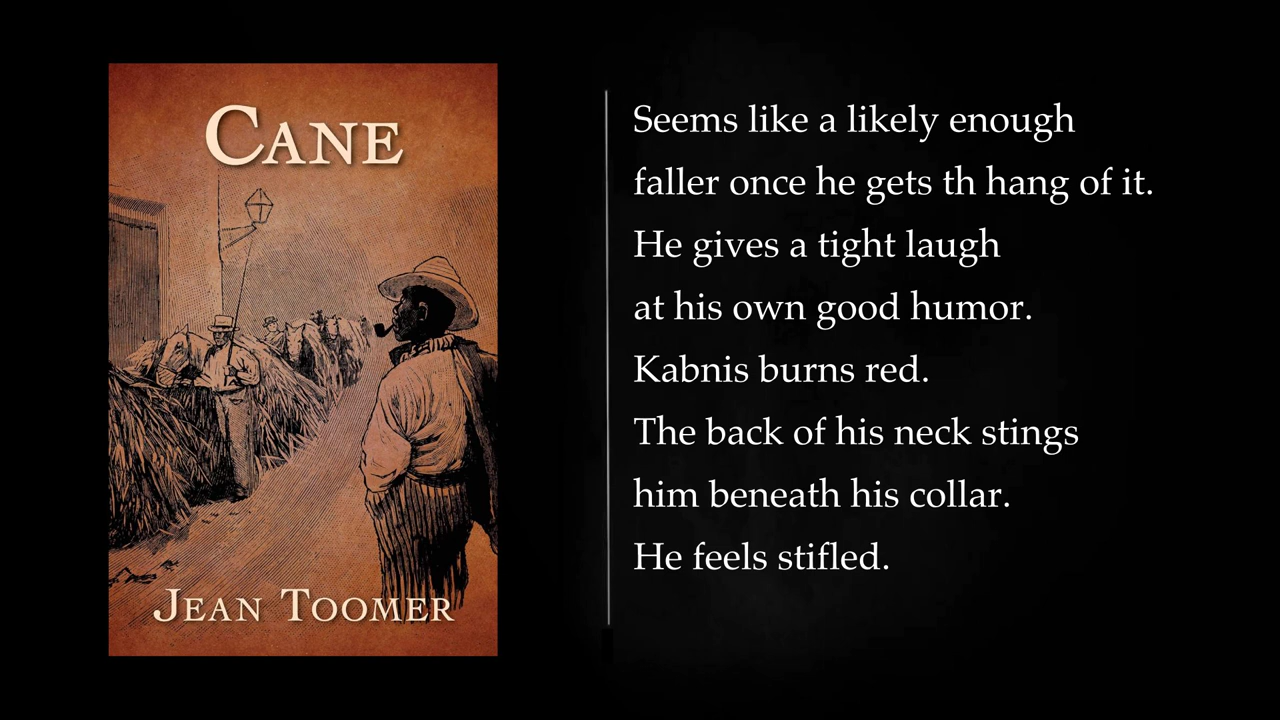 CANE
JEAN TOOMER
Seems like a likely enough
faller once he gets th hang of it.
He gives a tight laugh
at his own good humor.
Kabnis burns red.
The back of his neck stings
him beneath his collar.
He feels stifled.